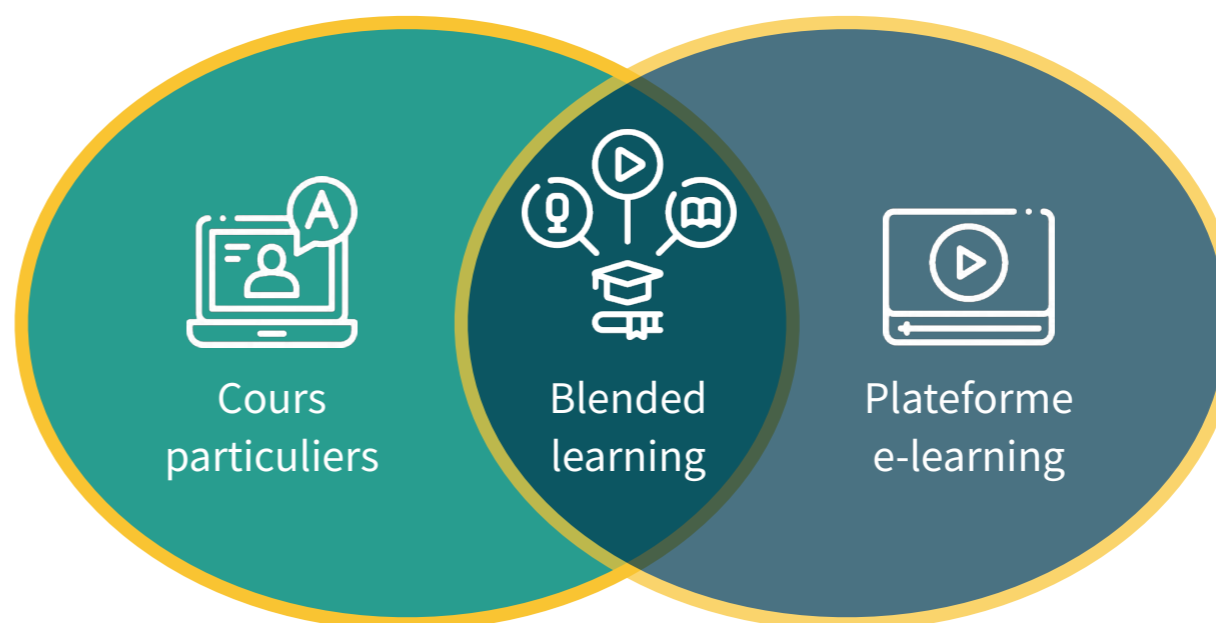 A
Cours
particuliers
Blended
learning
Plateforme
e-learning